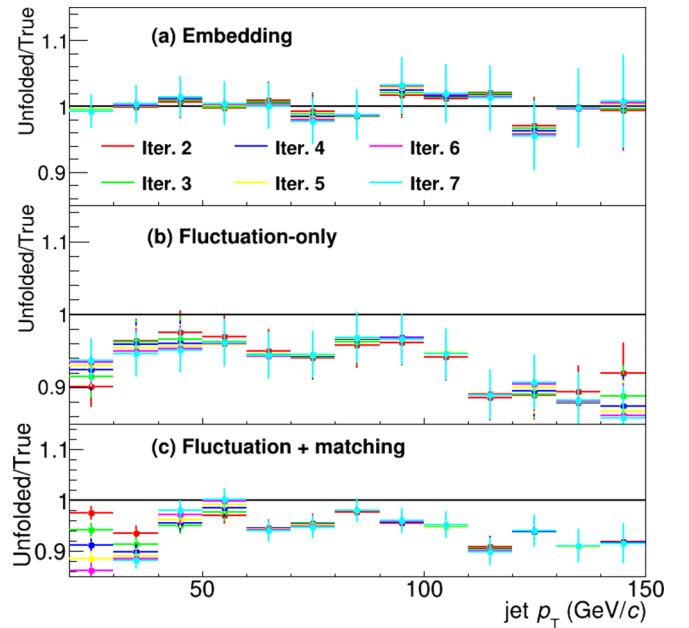 Unfolded/True
1.1
1
0.9
(a) Embedding
Iter. 2
Iter. 4
Iter. 6
Iter. 3
Iter. 5
Iter. 7
Unfolded/True
1.1
1
0.9
(b) Fluctuation-only
Unfolded/True
1.1
1
0.9
(c) Fluctuation + matching
50
100
150
jet pT (GeV/c)